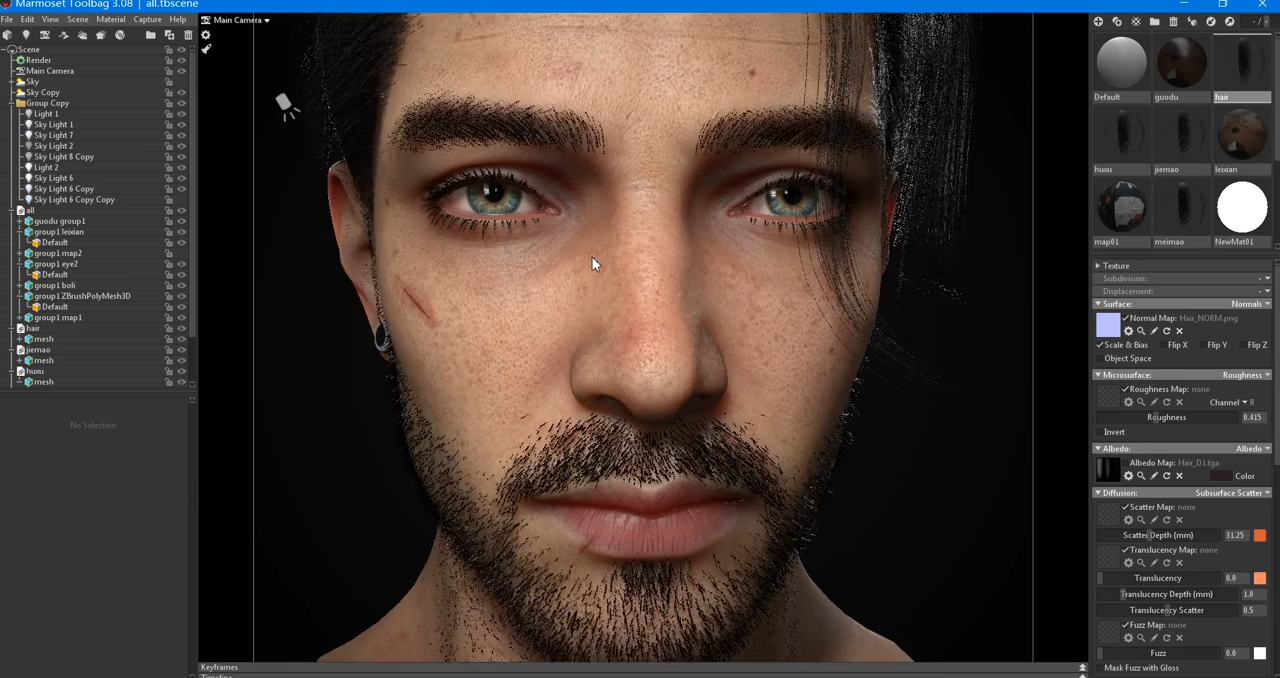 Marmoset Toolbag 3.08 | all.tbscene
File Edit View Scene Material Capture Help
Main Camera
Scene
Render
Main Camera
Sky
Sky Copy
Group Copy
Light 1
Sky Light 1
Sky Light 7
Sky Light 2
Sky Light 8 Copy
Light 2
Sky Light 6
Sky Light 6 Copy
Sky Light 6 Copy Copy
all
guodu group1
group1 leixian
Default
group1 map2
group1 eye2
Default
group1 boli
group1 ZBrushPolyMesh3D
Default
group1 map1
hair
mesh
jiemao
mesh
huxu
mesh
No Selection
Keyframes
Timeline
Default guodu hair
huxu jiemao leixian
map01 meimao NewMat01
Texture
Subdivision: -
Displacement: -
Surface: Normals
Normal Map: Hair_NORM.png
Scale & Bias Flip X Flip Y Flip Z
Object Space
Microsurface: Roughness
Roughness Map: none
Channel R
Roughness 0.415
Invert
Albedo: Albedo
Albedo Map: Hair_D1.tga
Color
Diffusion: Subsurface Scatter
Scatter Map: none
Scatter Depth (mm) 31.25
Translucency Map: none
Translucency 0.0
Translucency Depth (mm) 1.0
Translucency Scatter 0.5
Fuzz Map: none
Fuzz 0.0
Mask Fuzz with Gloss